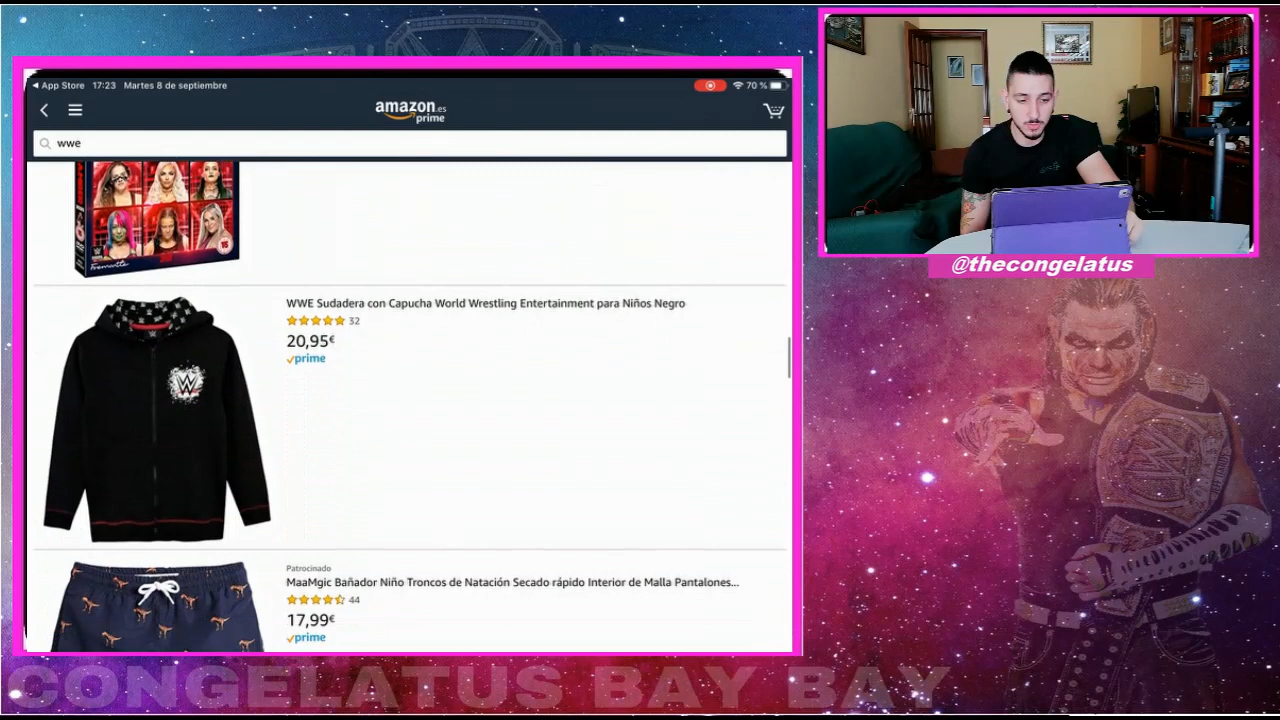 App Store 17:23 Martes 8 de septiembre
70 %
amazon.es
prime
wwe
WWE Sudadera con Capucha World Wrestling Entertainment para Niños Negro
32
20,95€
prime
Patrocinado
MaaMgic Bañador Niño Troncos de Natación Secado rápido Interior de Malla Pantalones...
44
17,99€
prime
@thecongelatus
CONGELATUS BAY BAY